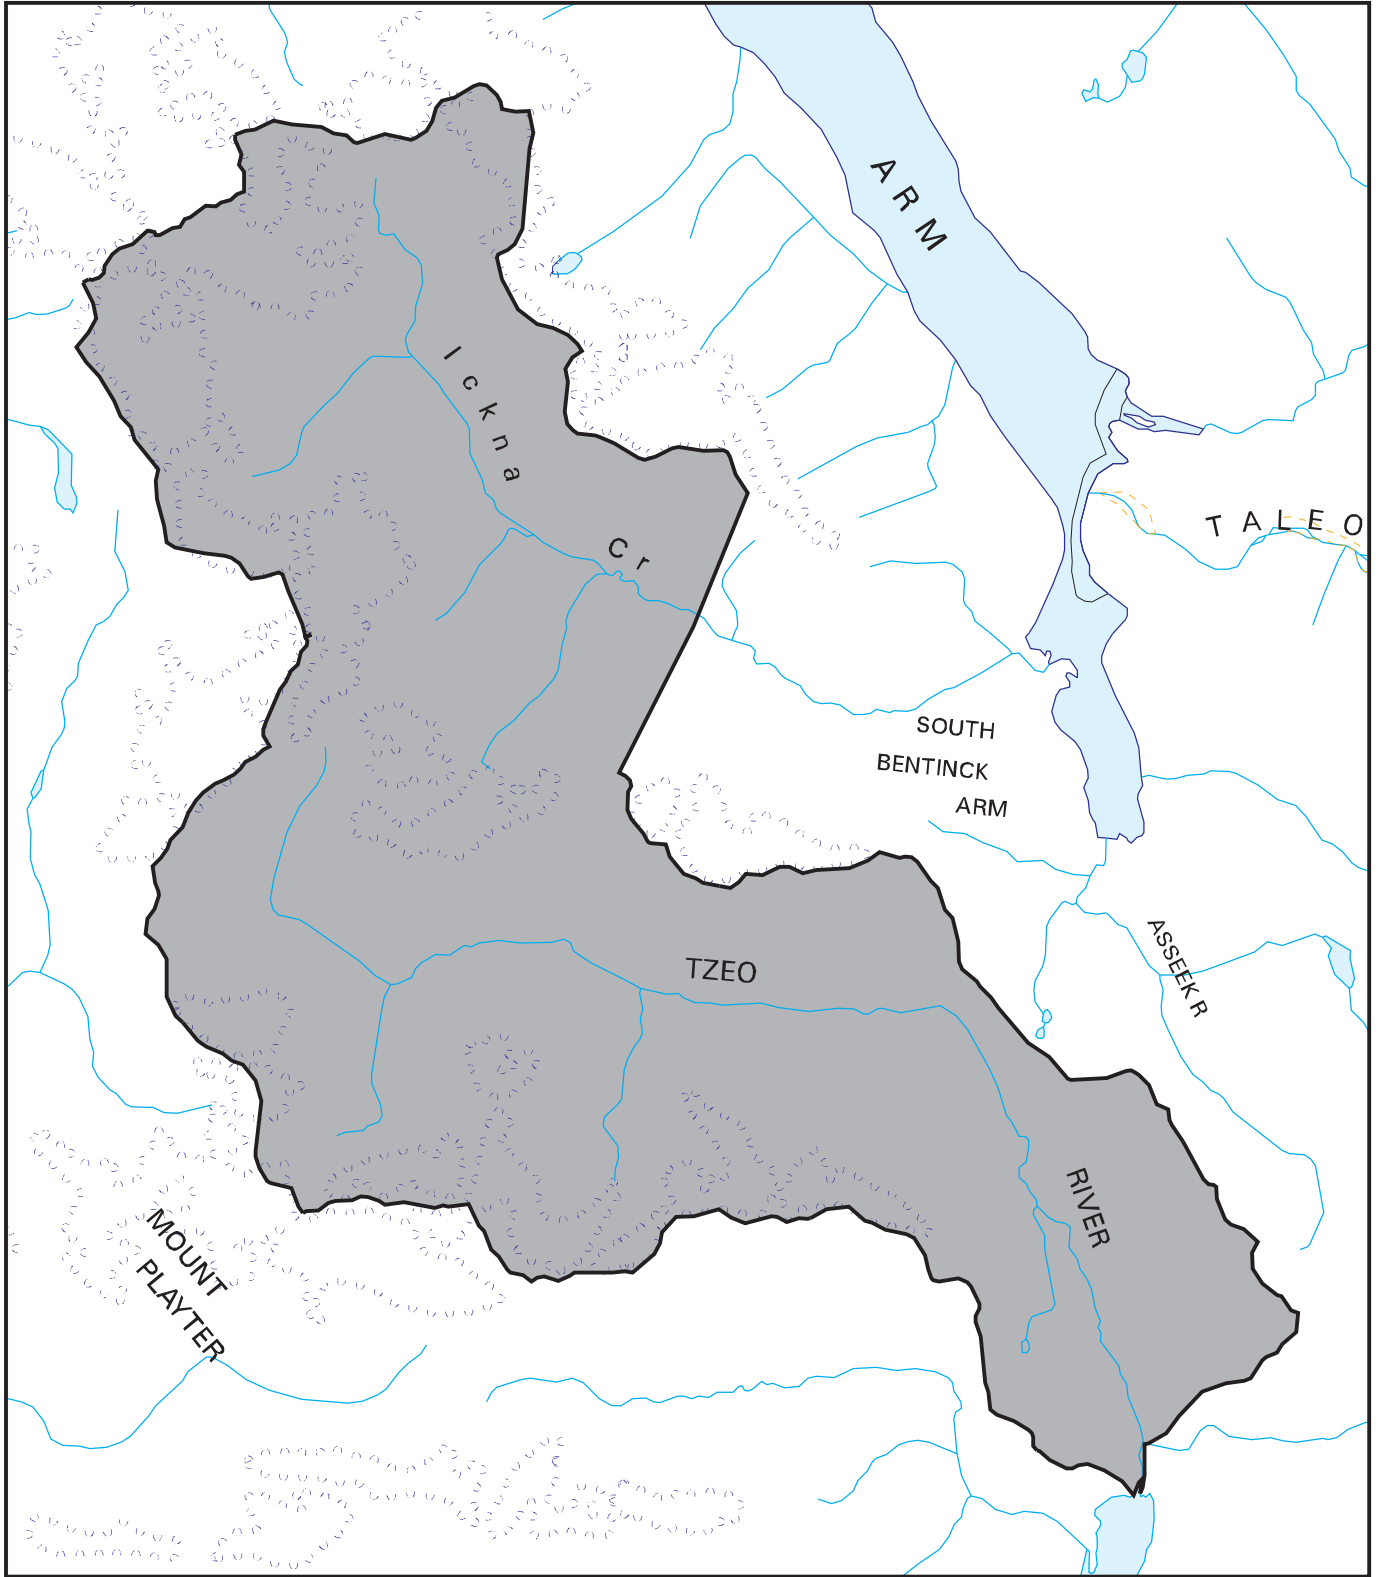 ARM
Ickna
Cr
TALEO
SOUTH
BENTINCK
ARM
ASSEEK R
TZEO
RIVER
MOUNT
PLAYTER